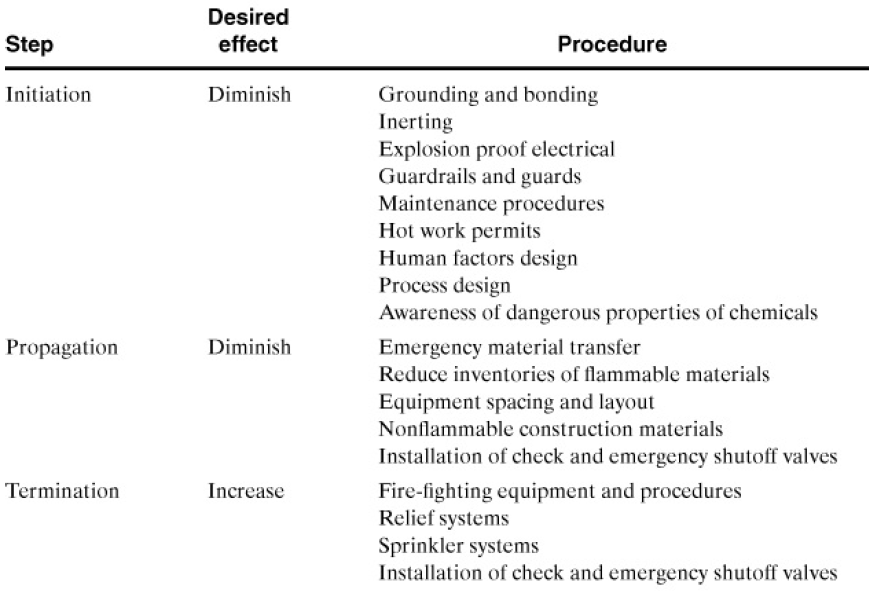 Step Desired effect Procedure
Initiation Diminish Grounding and bonding
Inerting
Explosion proof electrical
Guardrails and guards
Maintenance procedures
Hot work permits
Human factors design
Process design
Awareness of dangerous properties of chemicals
Propagation Diminish Emergency material transfer
Reduce inventories of flammable materials
Equipment spacing and layout
Nonflammable construction materials
Installation of check and emergency shutoff valves
Termination Increase Fire-fighting equipment and procedures
Relief systems
Sprinkler systems
Installation of check and emergency shutoff valves